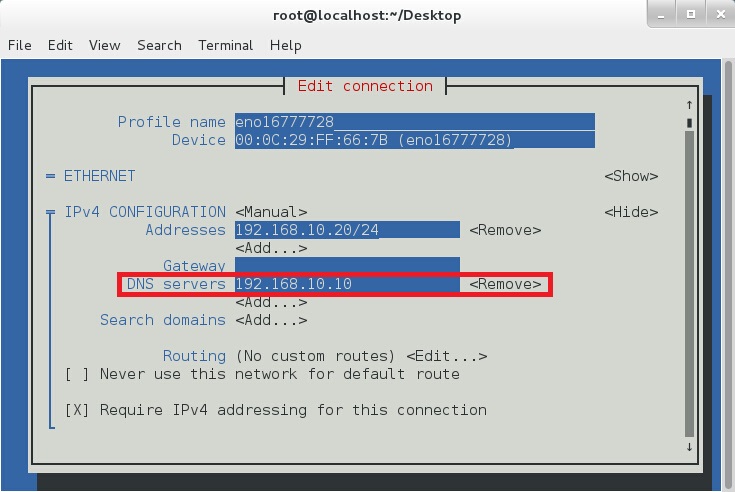 root@localhost:~/Desktop
File Edit View Search Terminal Help
Edit connection
Profile name eno16777728
Device 00:0C:29:FF:66:7B (eno16777728)
= ETHERNET <Show>
IPv4 CONFIGURATION <Manual> <Hide>
Addresses 192.168.10.20/24 <Remove>
<Add...>
Gateway
DNS servers 192.168.10.10 <Remove>
<Add...>
Search domains <Add...>
Routing (No custom routes) <Edit...>
[ ] Never use this network for default route
[X] Require IPv4 addressing for this connection